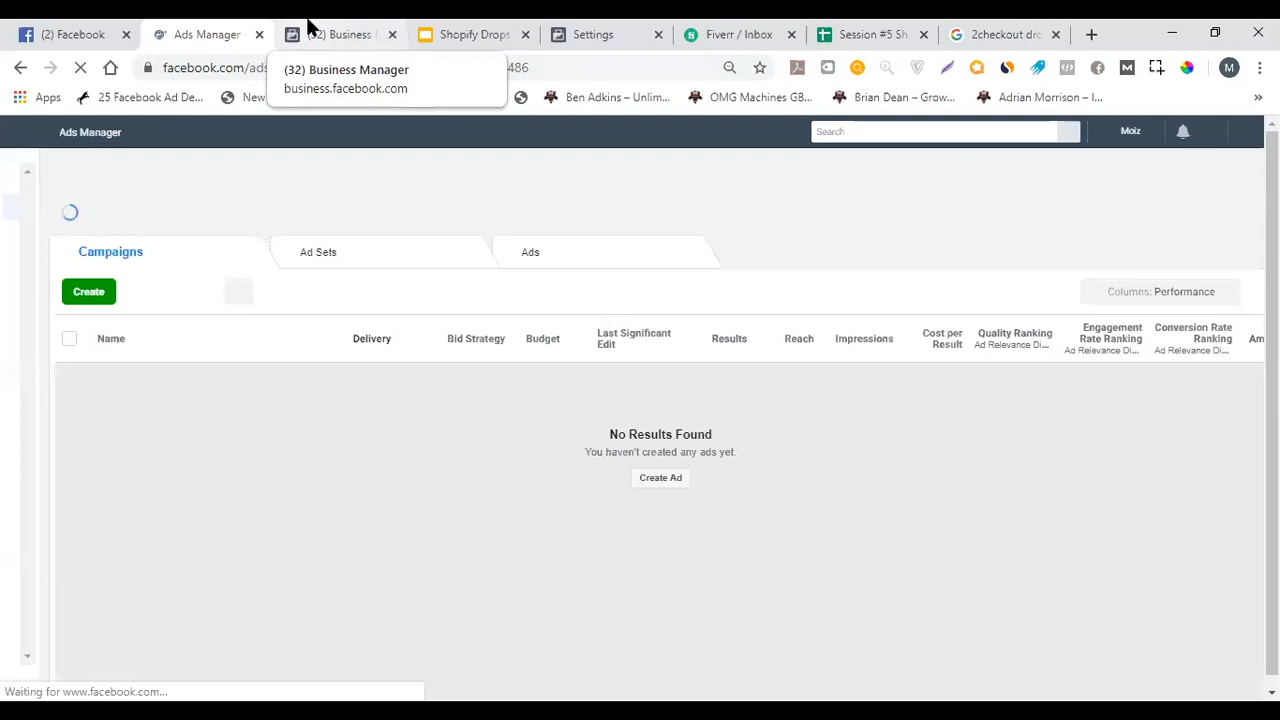 (2) Facebook
Ads Manager
(32) Business
Shopify Drops
Settings
Fiverr / Inbox
Session #5 Sh
2checkout dro
facebook.com/ads
486
(32) Business Manager
business.facebook.com
M
Apps
25 Facebook Ad De...
New
Ben Adkins – Unlim...
OMG Machines GB...
Brian Dean – Grow...
Adrian Morrison – I...
»
Ads Manager
Search
Moiz
Campaigns
Ad Sets
Ads
Create
Columns: Performance
Name
Delivery
Bid Strategy
Budget
Last Significant Edit
Results
Reach
Impressions
Cost per Result
Quality Ranking
Ad Relevance Di...
Engagement Rate Ranking
Ad Relevance Di...
Conversion Rate Ranking
Ad Relevance Di...
Am
No Results Found
You haven't created any ads yet.
Create Ad
Waiting for www.facebook.com...